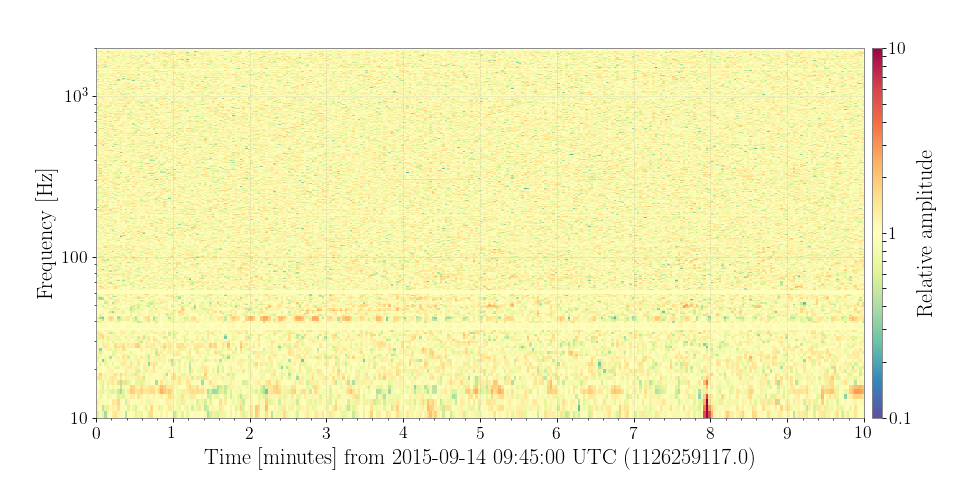 10
10³
100
10
Frequency [Hz]
0 1 2 3 4 5 6 7 8 9 10
Time [minutes] from 2015-09-14 09:45:00 UTC (1126259117.0)
1
0.1
Relative amplitude